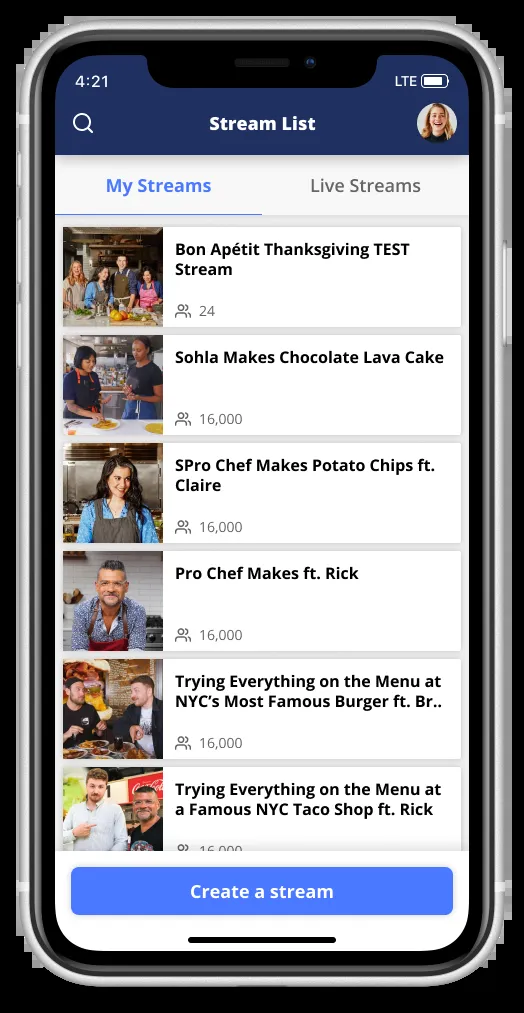 4:21
LTE
Stream List
My Streams
Live Streams
Bon Apétit Thanksgiving TEST
Stream
24
Sohla Makes Chocolate Lava Cake
16,000
SPro Chef Makes Potato Chips ft.
Claire
16,000
Pro Chef Makes ft. Rick
16,000
Trying Everything on the Menu at
NYC’s Most Famous Burger ft. Br..
16,000
Trying Everything on the Menu at
a Famous NYC Taco Shop ft. Rick
16,000
Create a stream